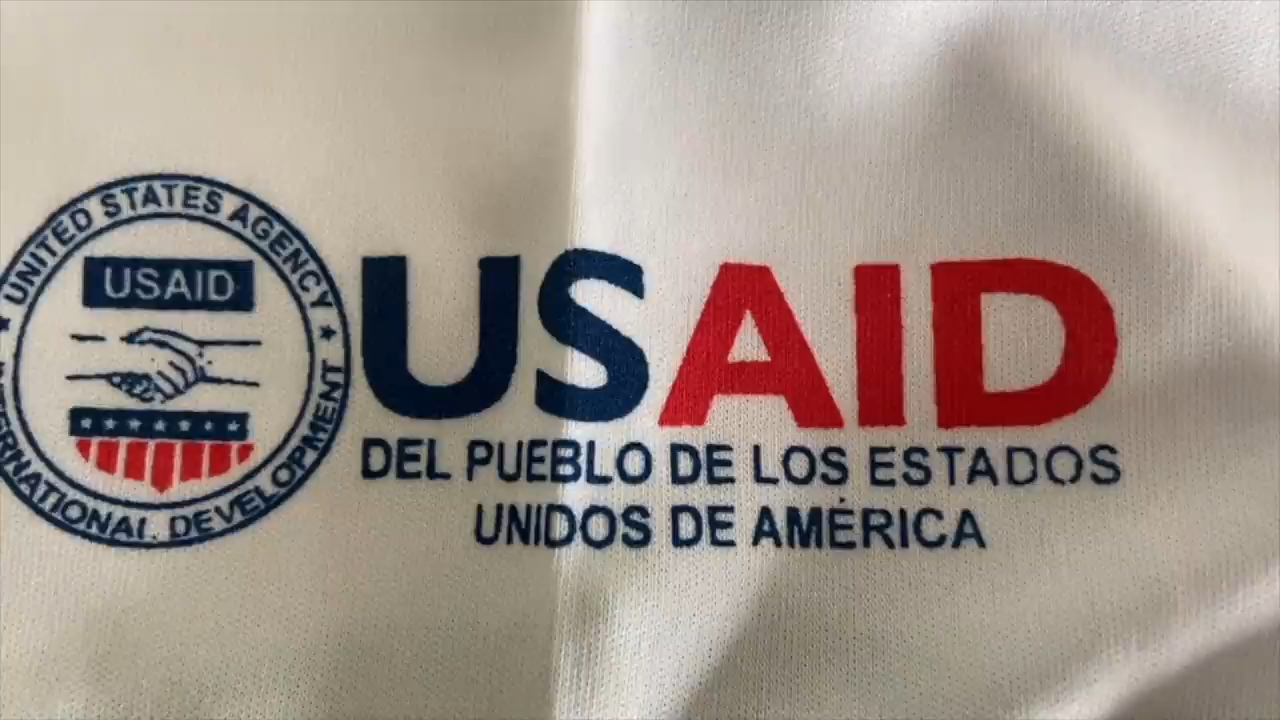 UNITED STATES AGENCY
USAID
INTERNATIONAL DEVELOPMENT
USAID
DEL PUEBLO DE LOS ESTADOS
UNIDOS DE AMÉRICA